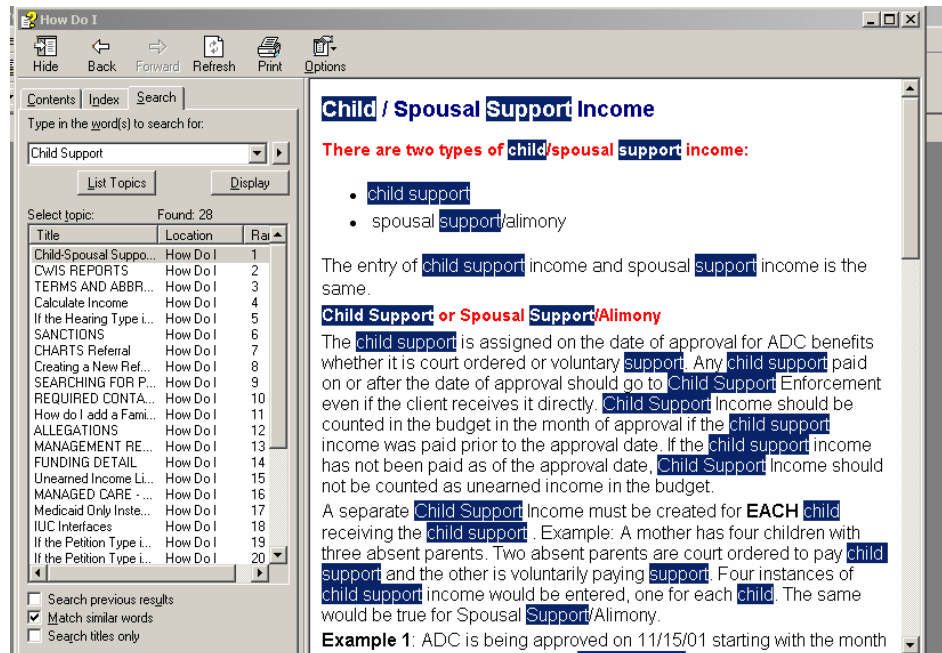 How Do I
Hide Back Forward Refresh Print Options
Contents Index Search
Type in the word(s) to search for:
Child Support
List Topics Display
Select topic: Found: 28
Title Location Rar
Child-Spousal Suppo... How Do I 1
CWIS REPORTS How Do I 2
TERMS AND ABBR... How Do I 3
Calculate Income How Do I 4
If the Hearing Type i... How Do I 5
SANCTIONS How Do I 6
CHARTS Referral How Do I 7
Creating a New Ref... How Do I 8
SEARCHING FOR P... How Do I 9
REQUIRED CONTA... How Do I 10
How do I add a Fami... How Do I 11
ALLEGATIONS How Do I 12
MANAGEMENT RE... How Do I 13
FUNDING DETAIL How Do I 14
Unearned Income Li... How Do I 15
MANAGED CARE - ... How Do I 16
Medicaid Only Inste... How Do I 17
IUC Interfaces How Do I 18
If the Petition Type i... How Do I 19
If the Petition Type i... How Do I 20
Search previous results
Match similar words
Search titles only
Child / Spousal Support Income
There are two types of child/spousal support income:
• child support
• spousal support/alimony
The entry of child support income and spousal support income is the
same.
Child Support or Spousal Support/Alimony
The child support is assigned on the date of approval for ADC benefits
whether it is court ordered or voluntary support. Any child support paid
on or after the date of approval should go to Child Support Enforcement
even if the client receives it directly. Child Support Income should be
counted in the budget in the month of approval if the child support
income was paid prior to the approval date. If the child support income
has not been paid as of the approval date, Child Support Income should
not be counted as unearned income in the budget.
A separate Child Support Income must be created for EACH child
receiving the child support . Example: A mother has four children with
three absent parents. Two absent parents are court ordered to pay child
support and the other is voluntarily paying support. Four instances of
child support income would be entered, one for each child. The same
would be true for Spousal Support/Alimony.
Example 1: ADC is being approved on 11/15/01 starting with the month